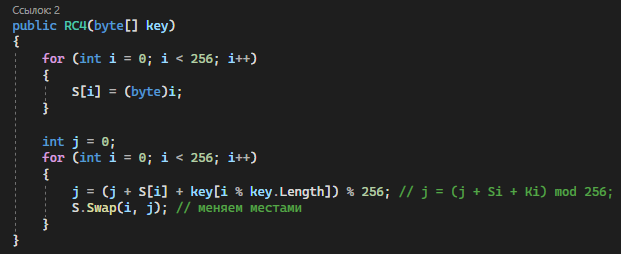 Ссылок: 2
public RC4(byte[] key)
{
for (int i = 0; i < 256; i++)
{
S[i] = (byte)i;
}
int j = 0;
for (int i = 0; i < 256; i++)
{
j = (j + S[i] + key[i % key.Length]) % 256; // j = (j + Si + Ki) mod 256;
S.Swap(i, j); // меняем местами
}
}